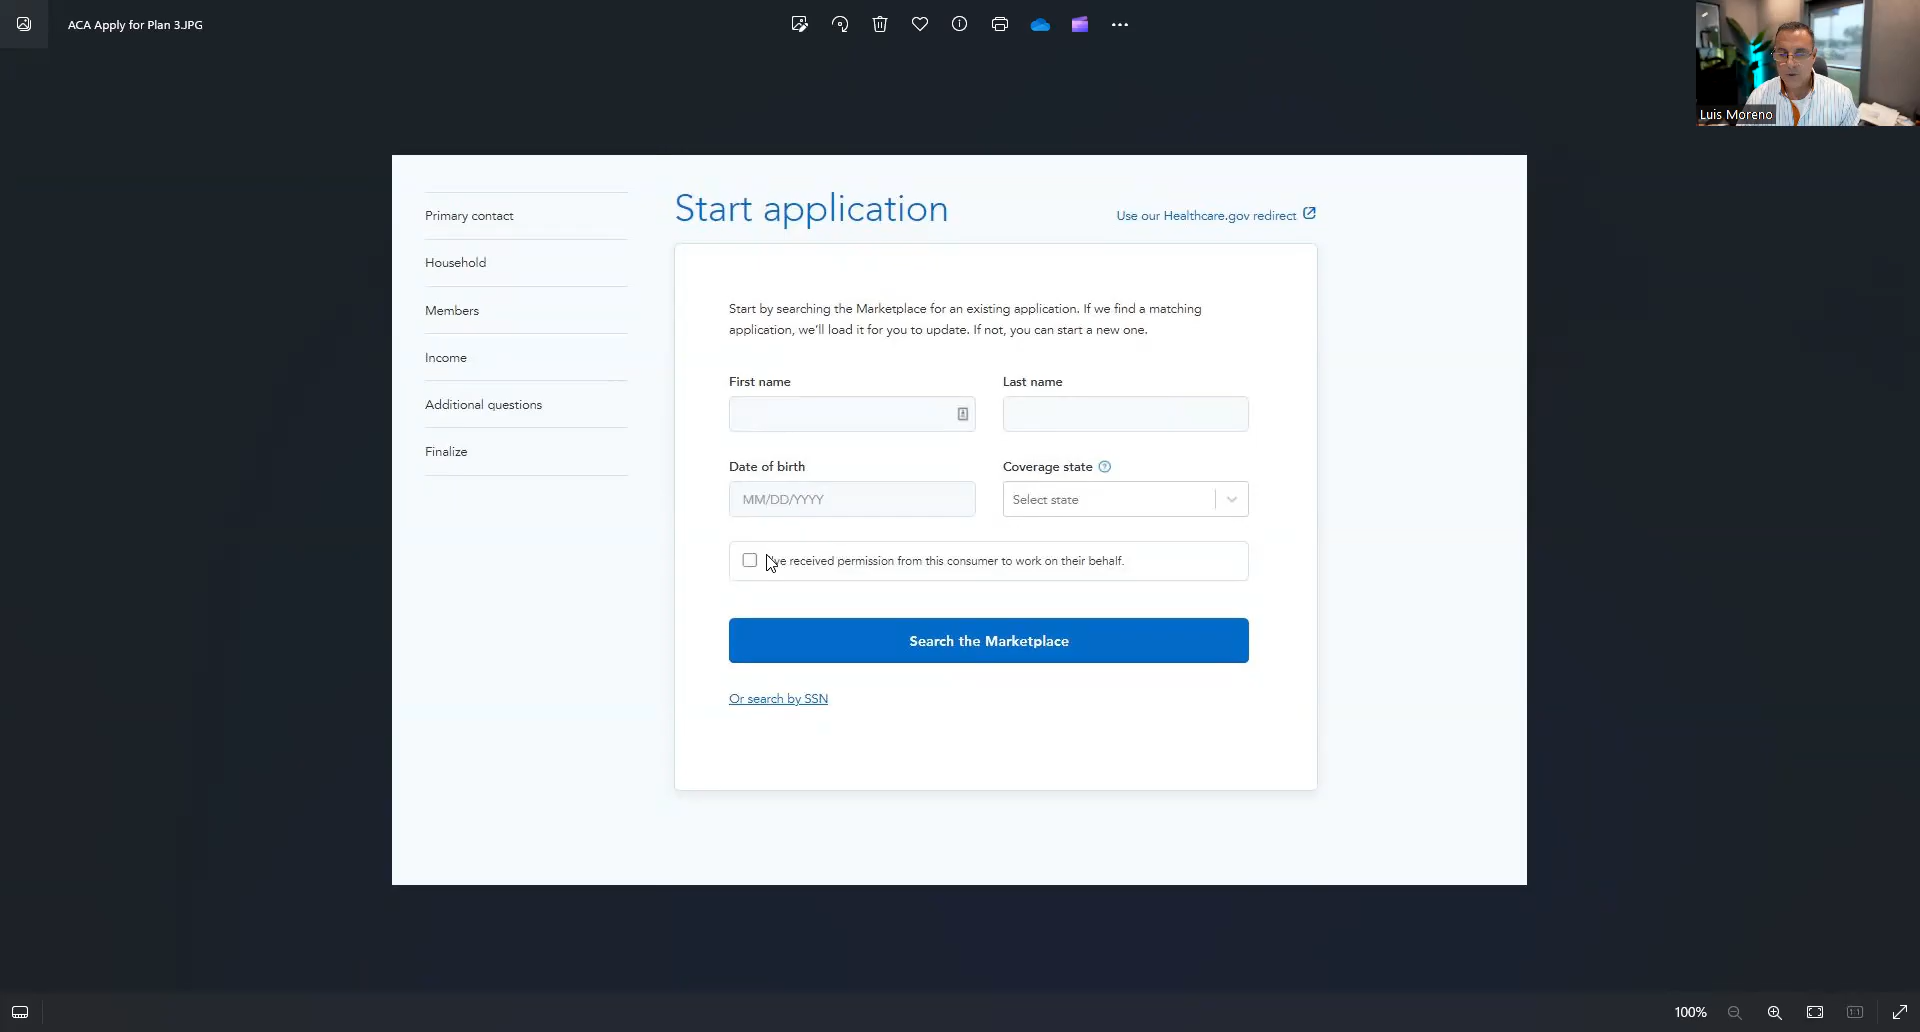 ACA Apply for Plan 3.JPG
Luis Moreno
Primary contact
Household
Members
Income
Additional questions
Finalize
Start application
Use our Healthcare.gov redirect
Start by searching the Marketplace for an existing application. If we find a matching
application, we'll load it for you to update. If not, you can start a new one.
First name
Last name
Date of birth
Coverage state
MM/DD/YYYY
Select state
I've received permission from this consumer to work on their behalf.
Search the Marketplace
Or search by SSN
100%